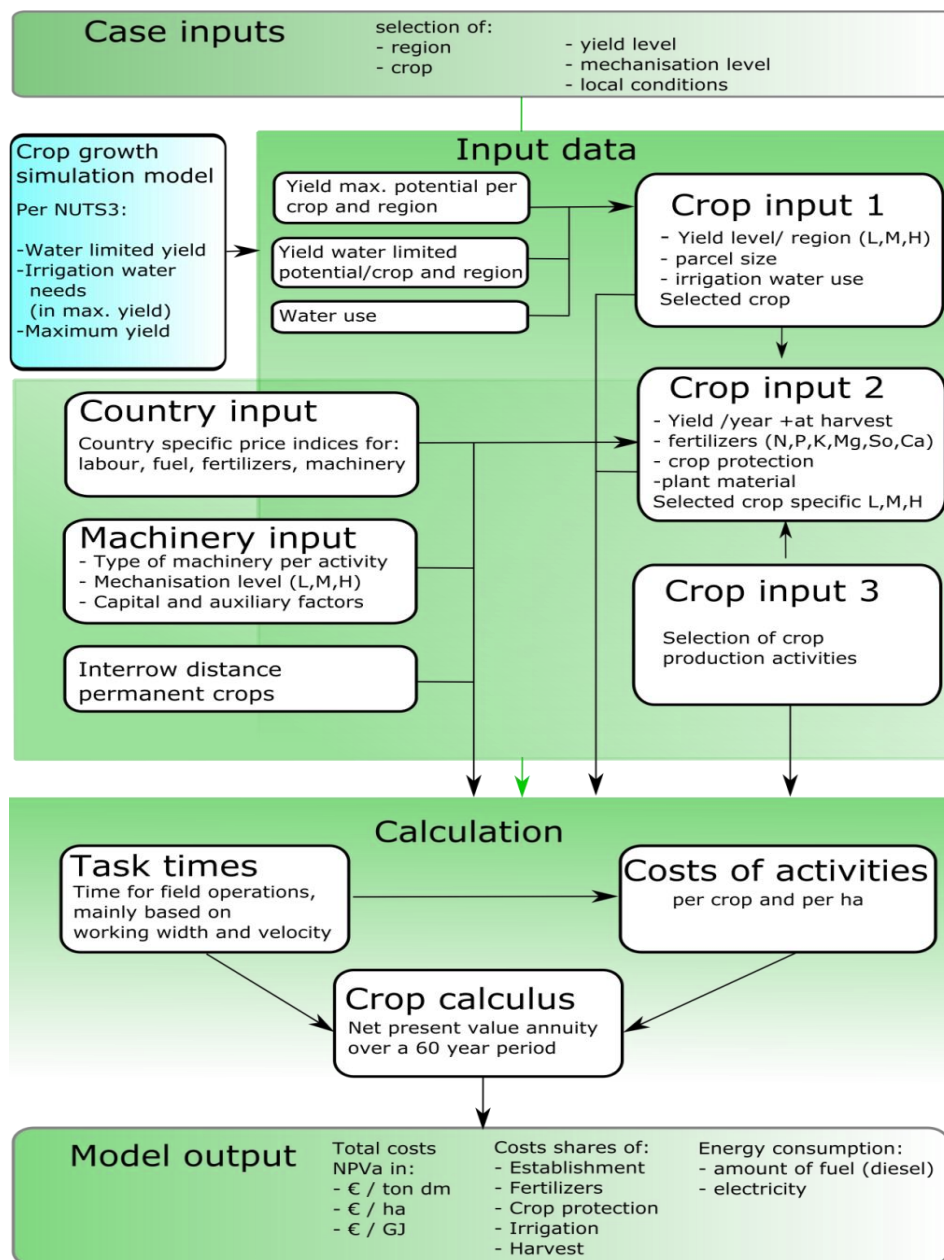 Case inputs
selection of:
- region
- crop
- yield level
- mechanisation level
- local conditions
Crop growth
simulation model
Per NUTS3:
-Water limited yield
-Irrigation water
needs
(in max. yield)
-Maximum yield
Input data
Yield max. potential per
crop and region
Yield water limited
potential/crop and region
Water use
Crop input 1
- Yield level/ region (L,M,H)
- parcel size
- irrigation water use
Selected crop
Country input
Country specific price indices for:
labour, fuel, fertilizers, machinery
Crop input 2
- Yield /year +at harvest
- fertilizers (N,P,K,Mg,So,Ca)
- crop protection
-plant material
Selected crop specific L,M,H
Machinery input
- Type of machinery per activity
- Mechanisation level (L,M,H)
- Capital and auxiliary factors
Crop input 3
Selection of crop
production activities
Interrow distance
permanent crops
Calculation
Task times
Time for field operations,
mainly based on
working width and velocity
Costs of activities
per crop and per ha
Crop calculus
Net present value annuity
over a 60 year period
Model output
Total costs
NPVa in:
- € / ton dm
- € / ha
- € / GJ
Costs shares of:
- Establishment
- Fertilizers
- Crop protection
- Irrigation
- Harvest
Energy consumption:
- amount of fuel (diesel)
- electricity